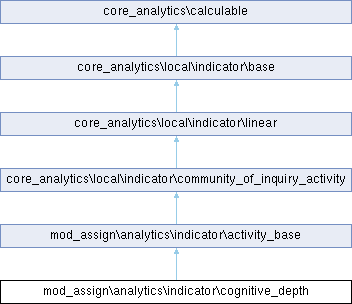 core_analytics\calculable
core_analytics\local\indicator\base
core_analytics\local\indicator\linear
core_analytics\local\indicator\community_of_inquiry_activity
mod_assign\analytics\indicator\activity_base
mod_assign\analytics\indicator\cognitive_depth